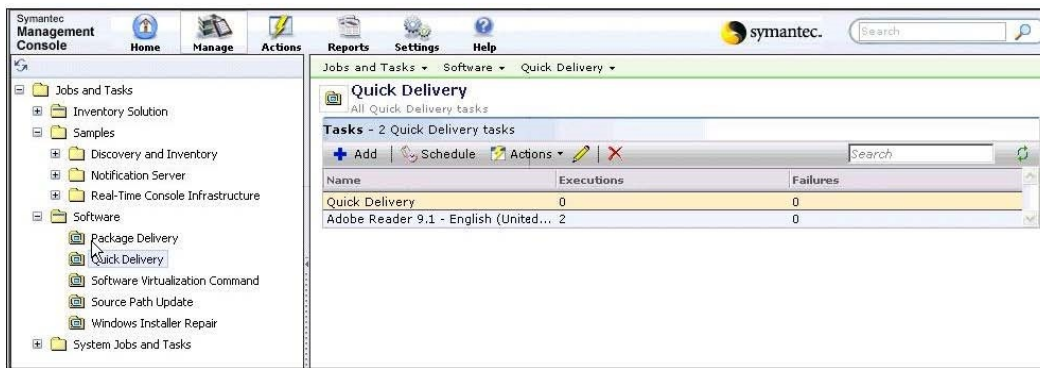 Symantec
Management
Console
Home
Manage
Actions
Reports
Settings
Help
symantec.
Search
Jobs and Tasks
Inventory Solution
Samples
Discovery and Inventory
Notification Server
Real-Time Console Infrastructure
Software
Package Delivery
Quick Delivery
Software Virtualization Command
Source Path Update
Windows Installer Repair
System Jobs and Tasks
Jobs and Tasks Software Quick Delivery
Quick Delivery
All Quick Delivery tasks
Tasks - 2 Quick Delivery tasks
Add Schedule Actions Search
Name Executions Failures
Quick Delivery 0 0
Adobe Reader 9.1 - English (United... 2 0